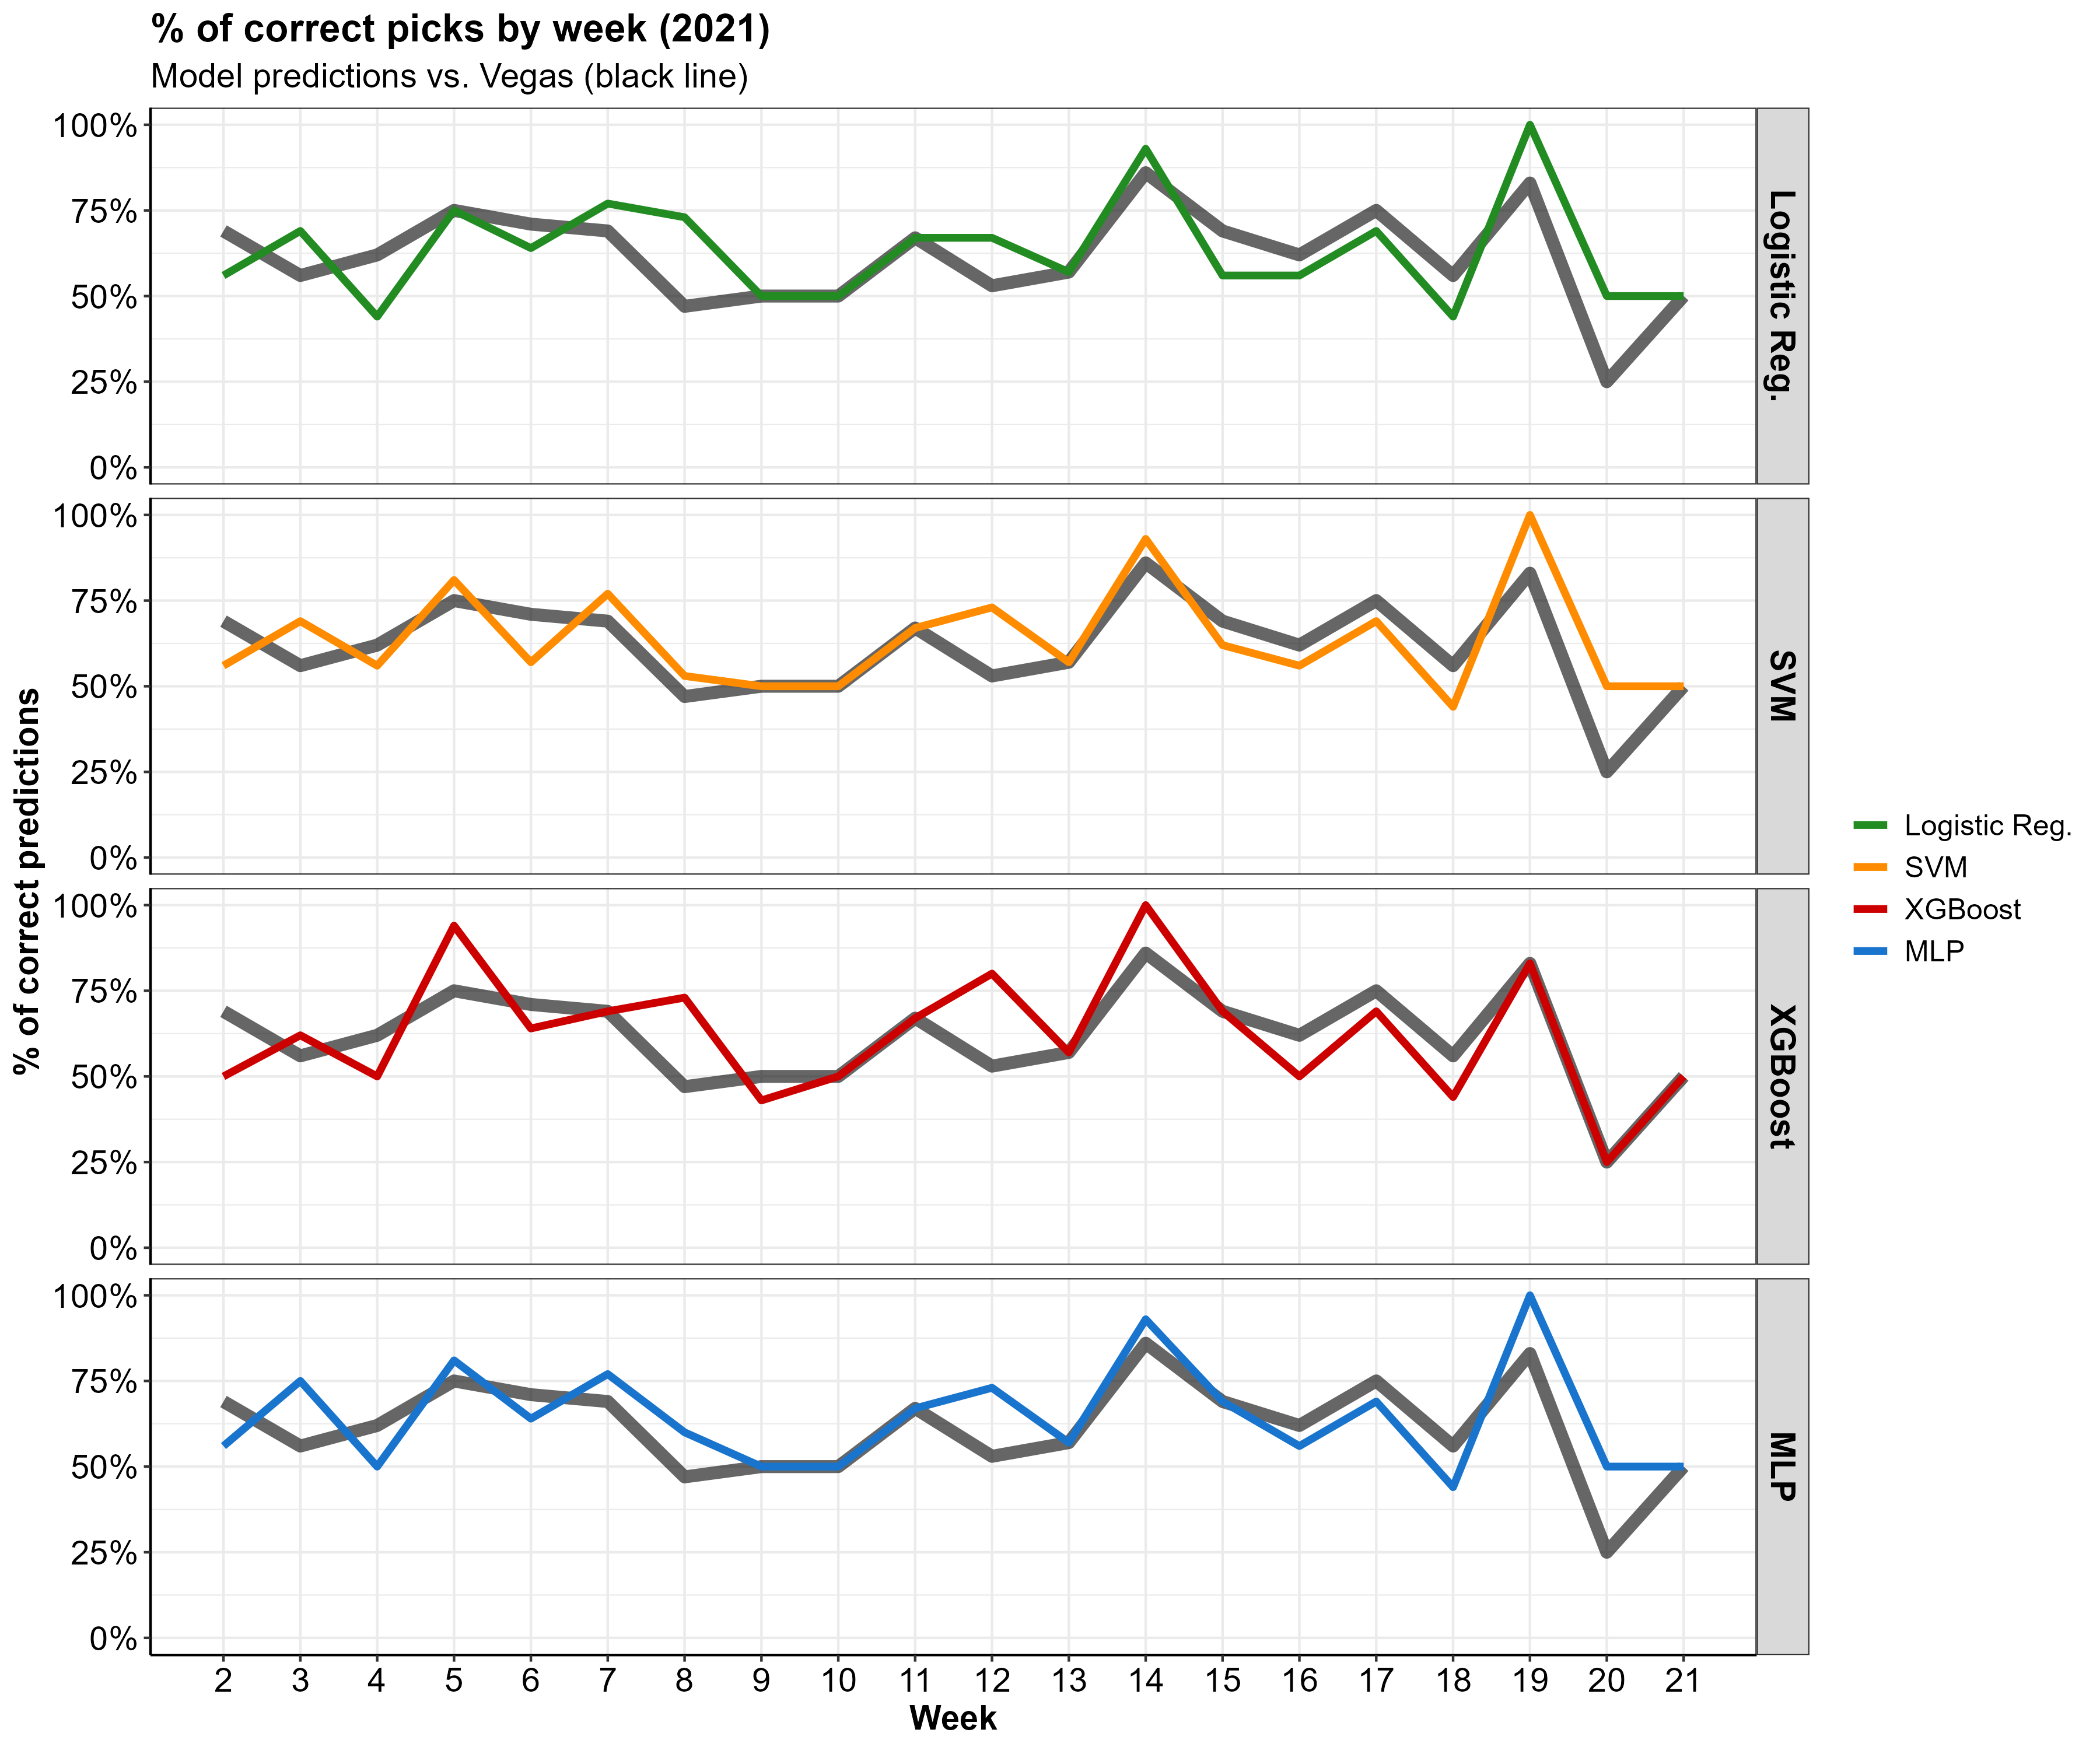 % of correct picks by week (2021)
Model predictions vs. Vegas (black line)
% of correct predictions
100%
75%
50%
25%
0%
Logistic Reg.
100%
75%
50%
25%
0%
SVM
100%
75%
50%
25%
0%
XGBoost
100%
75%
50%
25%
0%
MLP
2 3 4 5 6 7 8 9 10 11 12 13 14 15 16 17 18 19 20 21
Week
Logistic Reg.
SVM
XGBoost
MLP